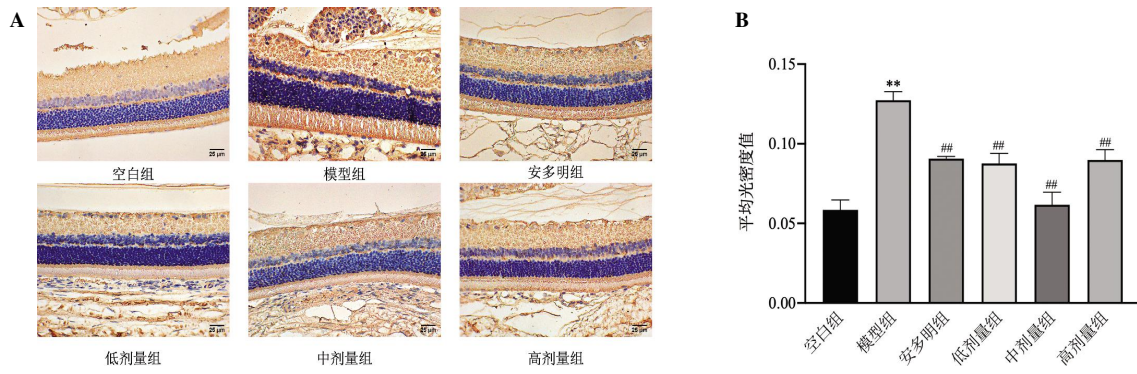 A
25 μm
25 μm
25 μm
空白组
模型组
安多明组
25 μm
25 μm
25 μm
低剂量组
中剂量组
高剂量组
B
平均光密度值
0.20
0.15
0.10
0.05
0.00
**
##
##
##
##
空白组
模型组
安多明组
低剂量组
中剂量组
高剂量组